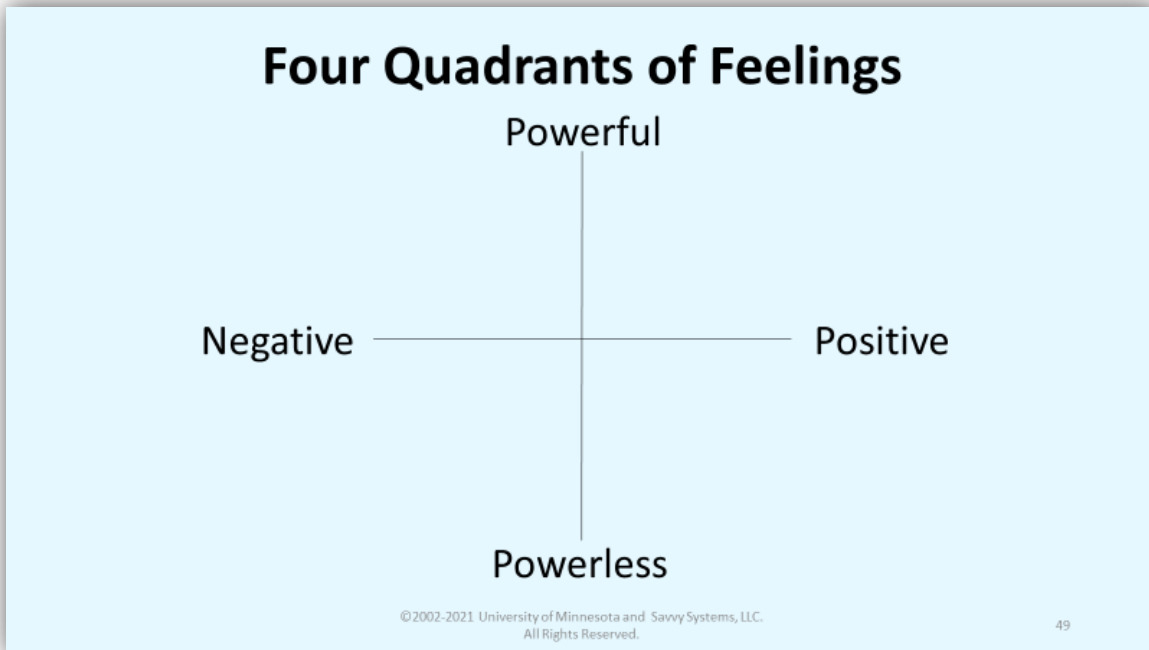 Four Quadrants of Feelings
Powerful
Negative
Positive
Powerless
©2002-2021 University of Minnesota and Savvy Systems, LLC.
All Rights Reserved.
49